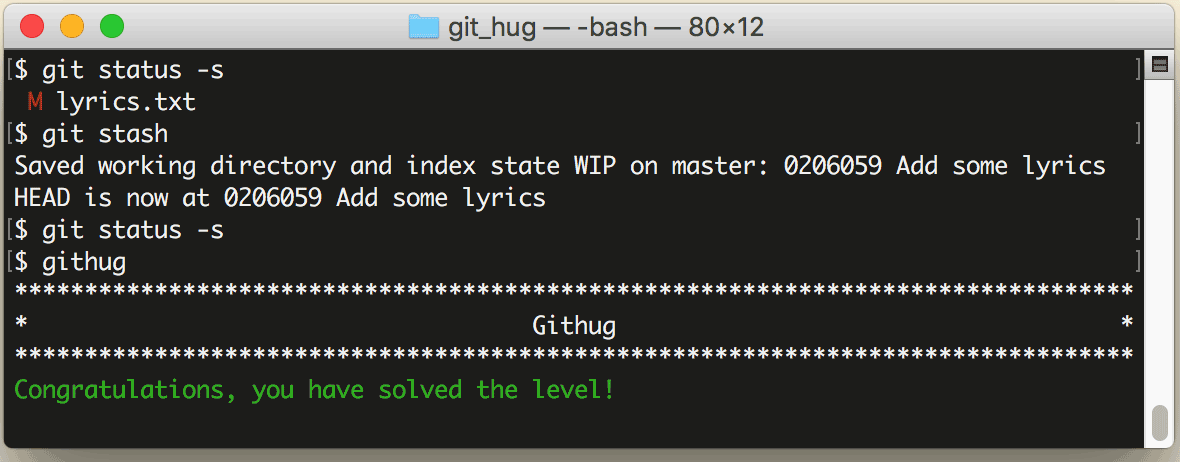 git_hug — -bash — 80×12
[$ git status -s ]
 M lyrics.txt
[$ git stash ]
Saved working directory and index state WIP on master: 0206059 Add some lyrics
HEAD is now at 0206059 Add some lyrics
[$ git status -s ]
[$ githug ]
********************************************************************************
*                                    Githug                                    *
********************************************************************************
Congratulations, you have solved the level!